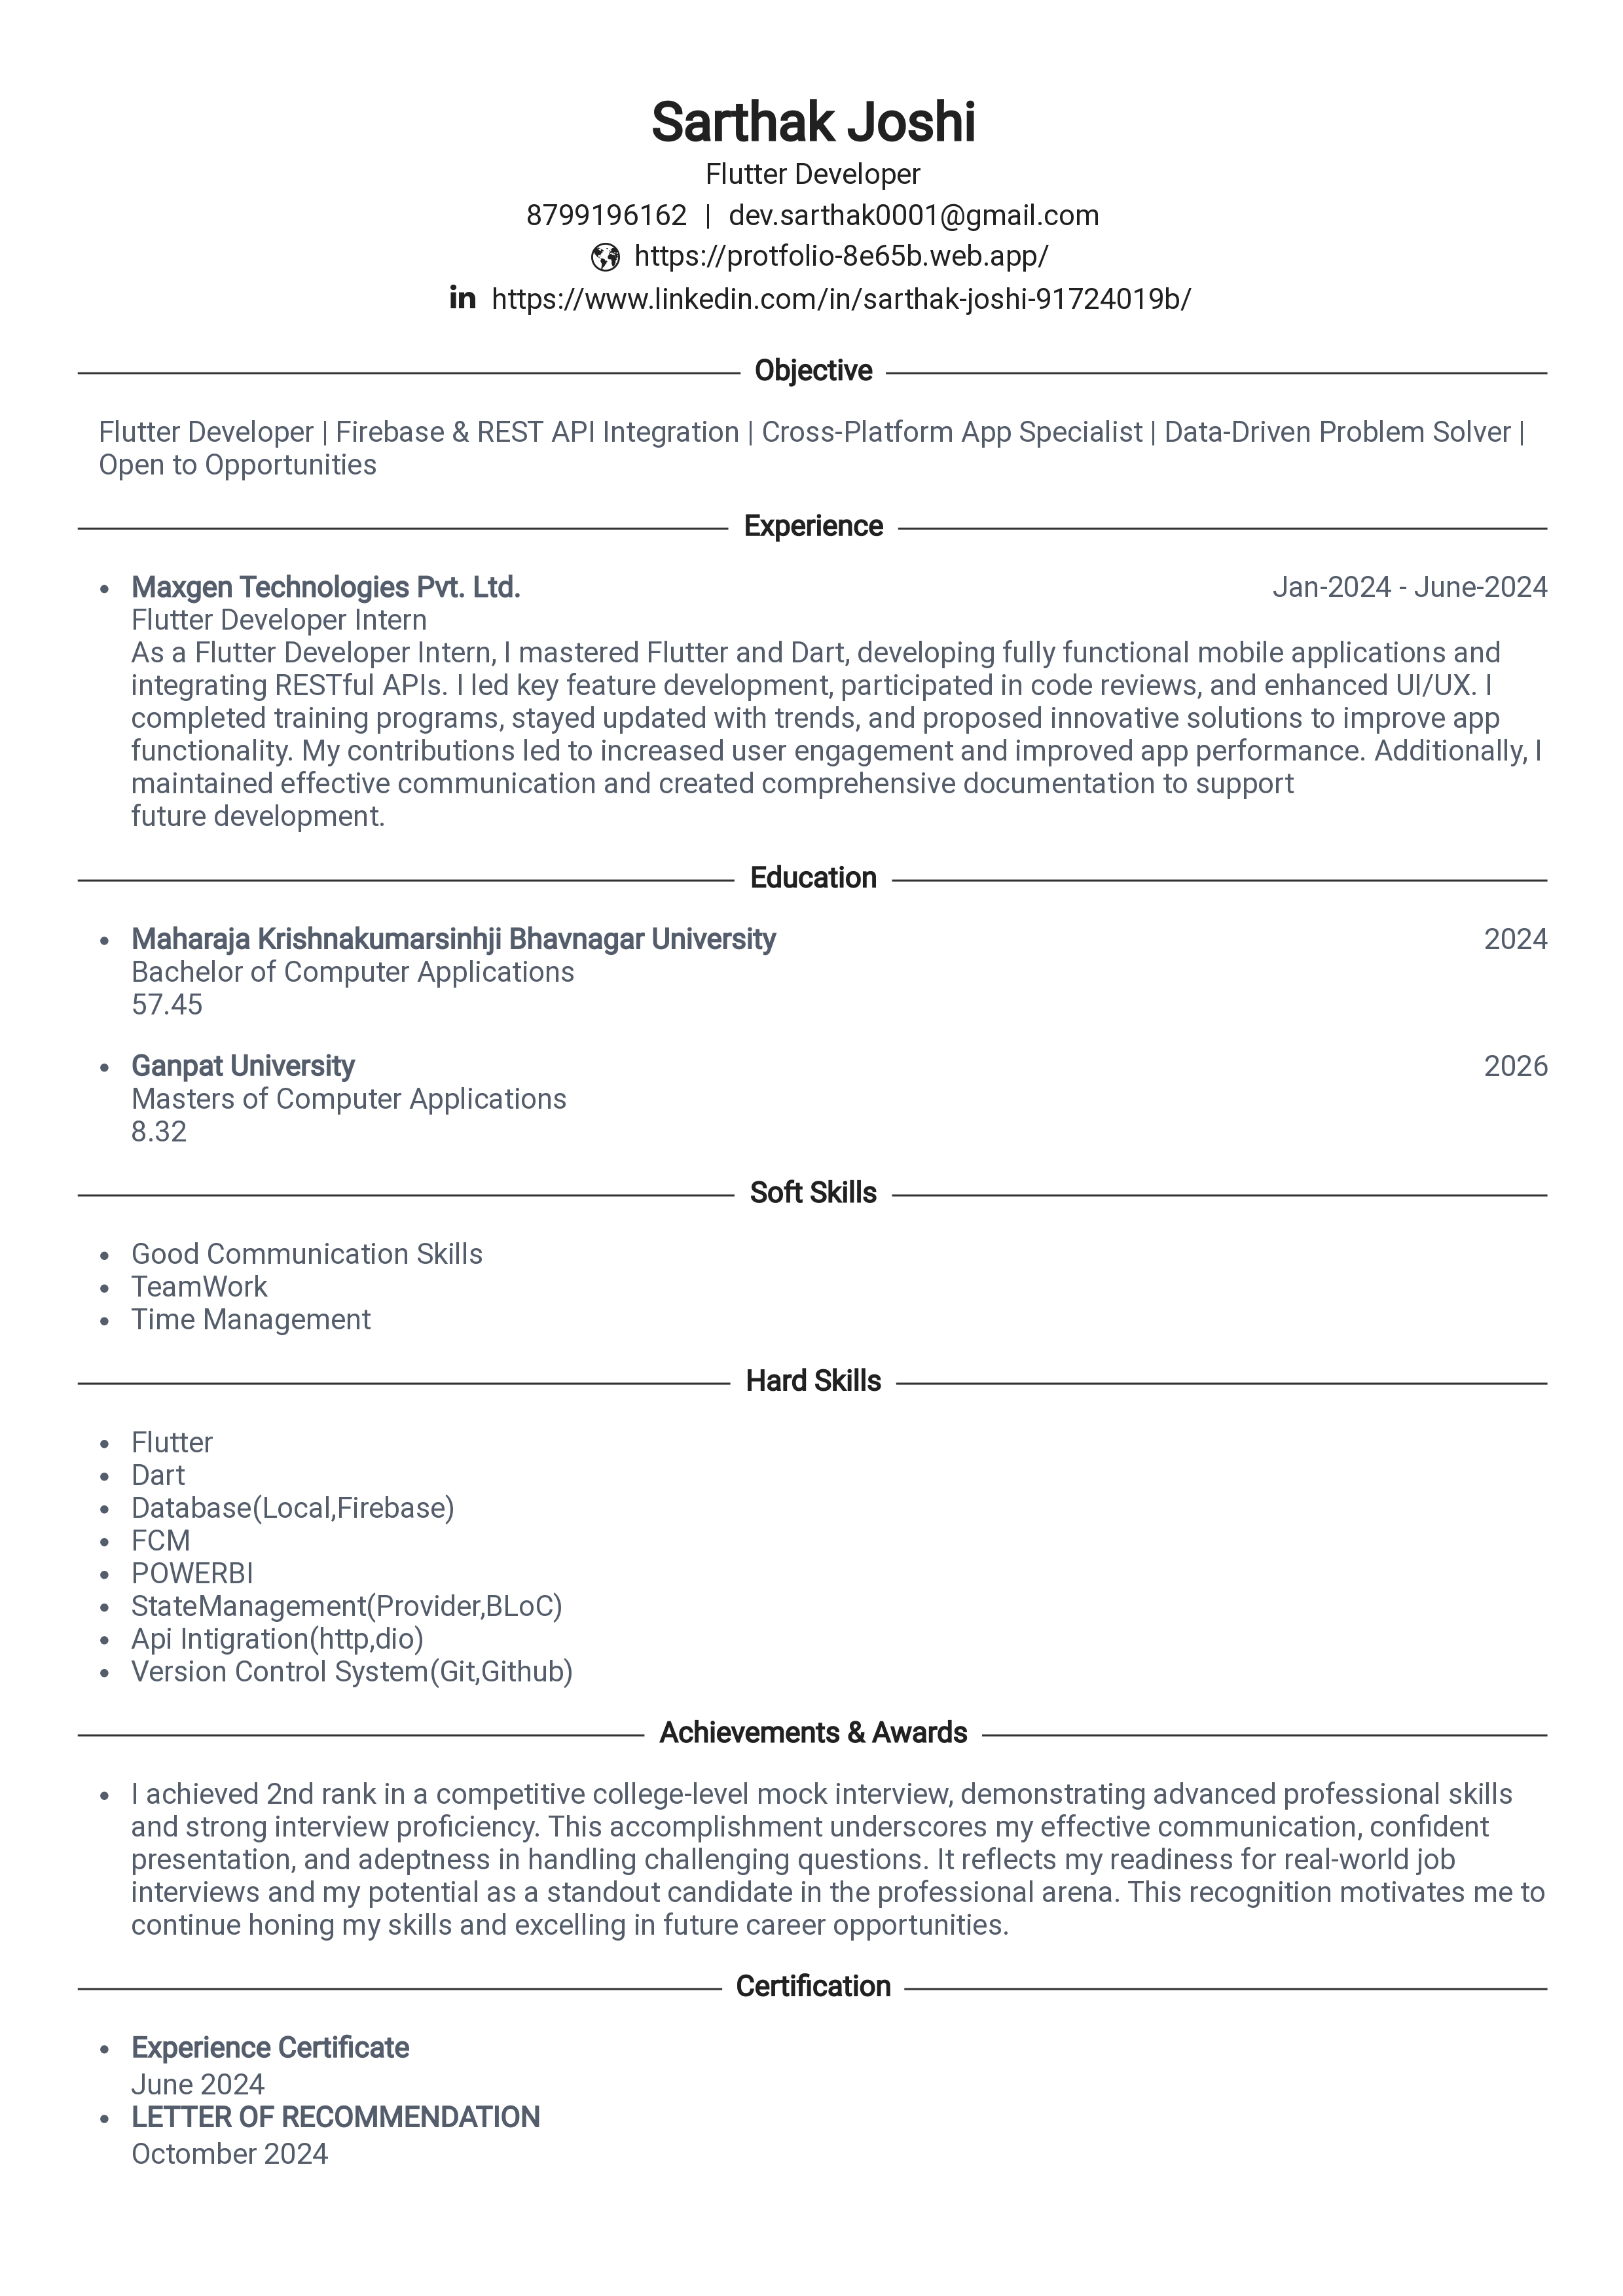 Sarthak Joshi
Flutter Developer
8799196162 | dev.sarthak0001@gmail.com
https://protfolio-8e65b.web.app/
https://www.linkedin.com/in/sarthak-joshi-91724019b/
Objective
Flutter Developer | Firebase & REST API Integration | Cross-Platform App Specialist | Data-Driven Problem Solver |
Open to Opportunities
Experience
• Maxgen Technologies Pvt. Ltd. Jan-2024 - June-2024
Flutter Developer Intern
As a Flutter Developer Intern, I mastered Flutter and Dart, developing fully functional mobile applications and
integrating RESTful APIs. I led key feature development, participated in code reviews, and enhanced UI/UX. I
completed training programs, stayed updated with trends, and proposed innovative solutions to improve app
functionality. My contributions led to increased user engagement and improved app performance. Additionally, I
maintained effective communication and created comprehensive documentation to support
future development.
Education
• Maharaja Krishnakumarsinhji Bhavnagar University 2024
Bachelor of Computer Applications
57.45
• Ganpat University 2026
Masters of Computer Applications
8.32
Soft Skills
• Good Communication Skills
• TeamWork
• Time Management
Hard Skills
• Flutter
• Dart
• Database(Local,Firebase)
• FCM
• POWERBI
• StateManagement(Provider,BLoC)
• Api Intigration(http,dio)
• Version Control System(Git,Github)
Achievements & Awards
• I achieved 2nd rank in a competitive college-level mock interview, demonstrating advanced professional skills
and strong interview proficiency. This accomplishment underscores my effective communication, confident
presentation, and adeptness in handling challenging questions. It reflects my readiness for real-world job
interviews and my potential as a standout candidate in the professional arena. This recognition motivates me to
continue honing my skills and excelling in future career opportunities.
Certification
• Experience Certificate
June 2024
• LETTER OF RECOMMENDATION
Octomber 2024